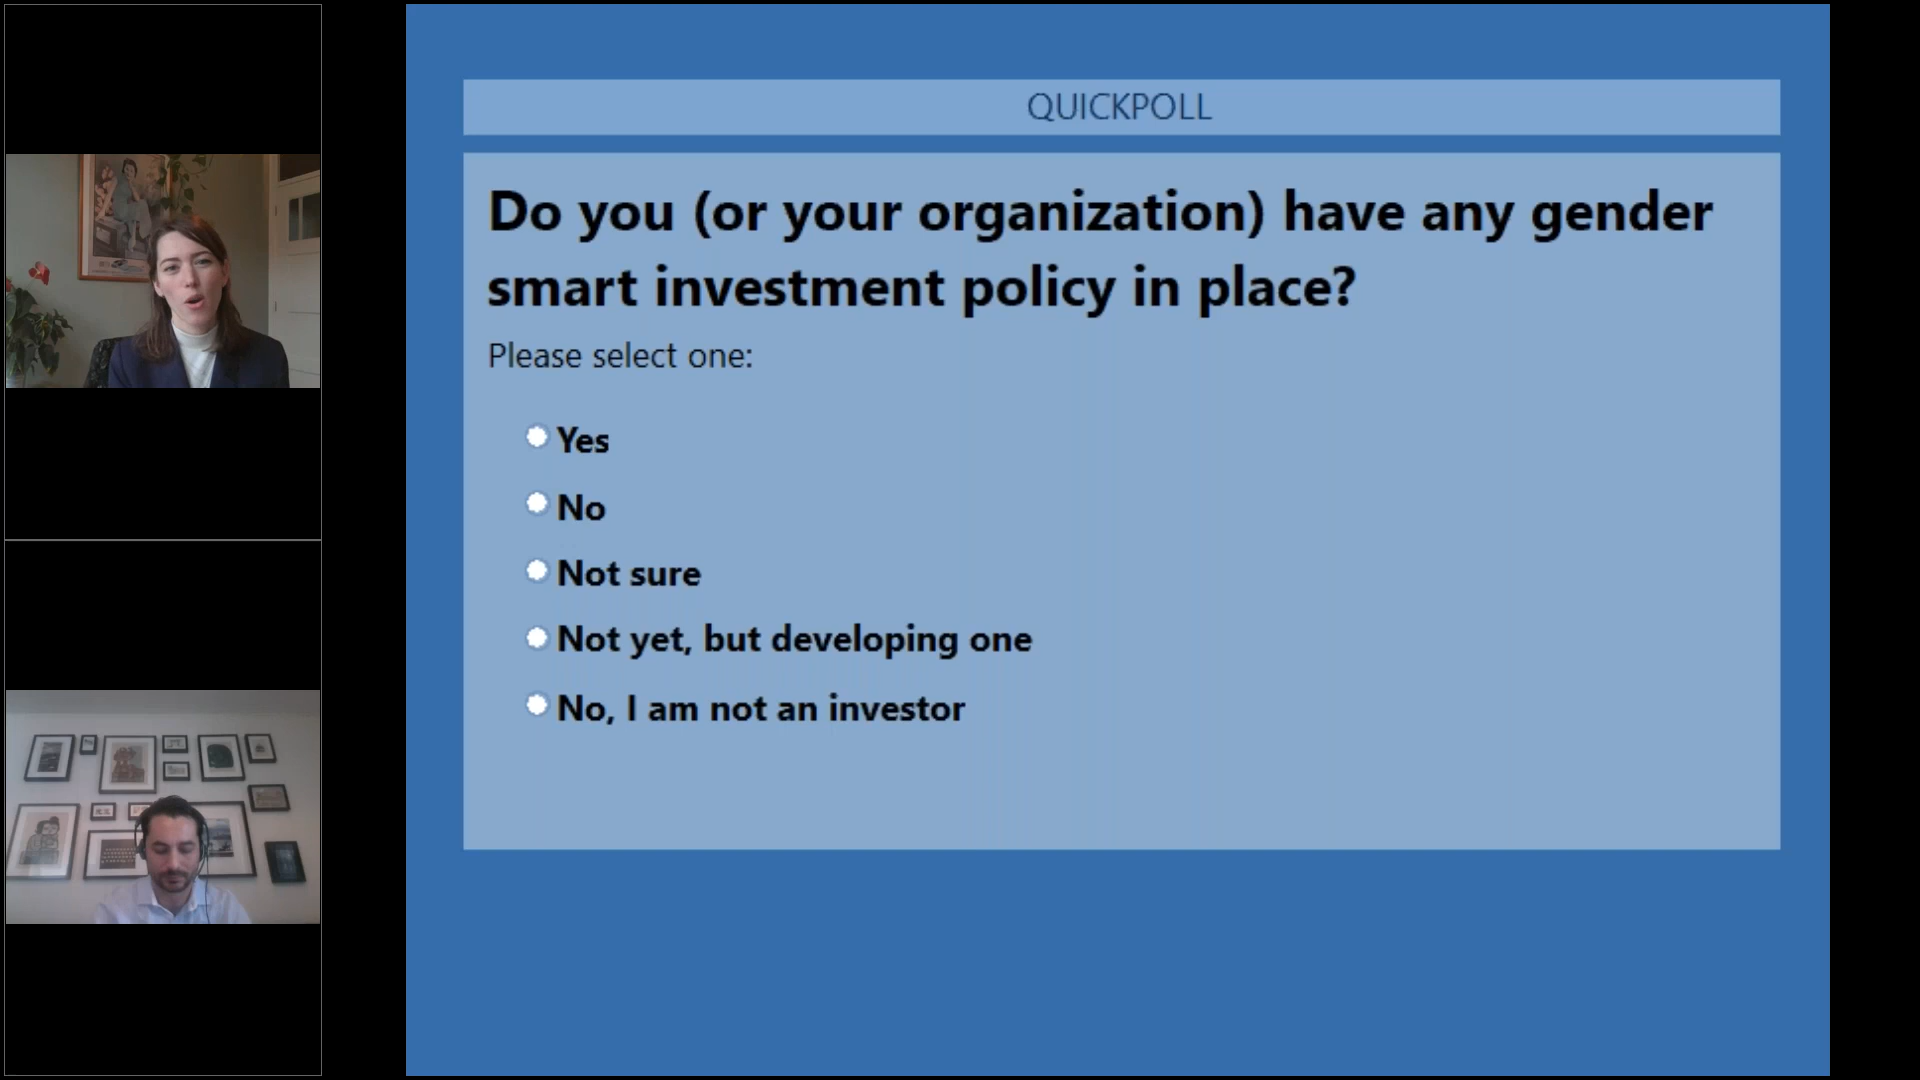 QUICKPOLL
Do you (or your organization) have any gender
smart investment policy in place?
Please select one:
Yes
No
Not sure
Not yet, but developing one
No, I am not an investor